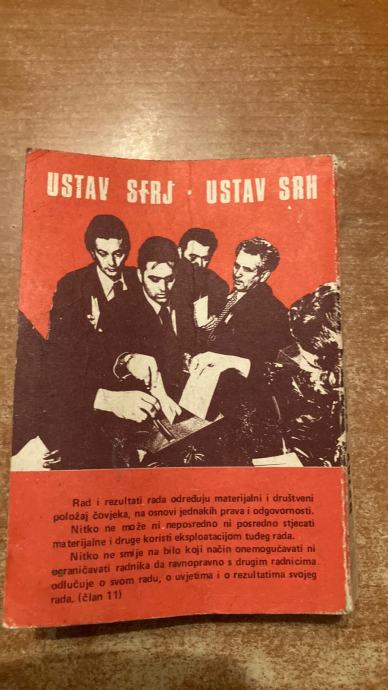 USTAV SFRJ · USTAV SRH
Rad i rezultati rada određuju materijalni i društveni
položaj čovjeka, na osnovi jednakih prava i odgovornosti.
Nitko ne može ni neposredno ni posredno stjecati
materijalne i druge koristi eksploatacijom tuđeg rada.
Nitko ne smije na bilo koji način onemogućavati ni
ograničavati radnika da ravnopravno s drugim radnicima
odlučuje o svom radu, o uvjetima i o rezultatima svojeg
rada. (član 11)